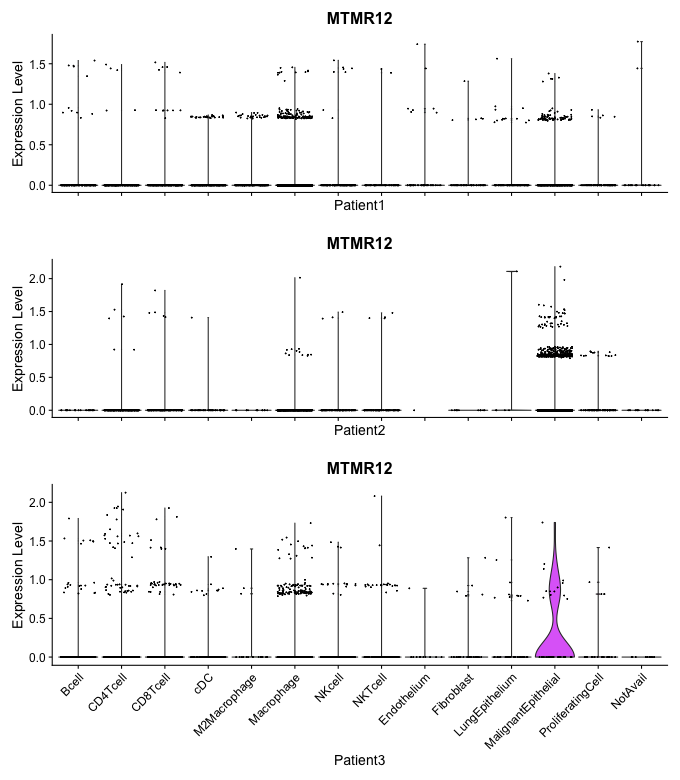 MTMR12
Expression Level
1.5
1.0
0.5
0.0
Patient1
MTMR12
Expression Level
2.0
1.5
1.0
0.5
0.0
Patient2
MTMR12
Expression Level
2.0
1.5
1.0
0.5
0.0
Bcell
CD4Tcell
CD8Tcell
cDC
M2Macrophage
Macrophage
NKcell
NKTcell
Endothelium
Fibroblast
LungEpithelium
MalignantEpithelial
ProliferatingCell
NotAvail
Patient3